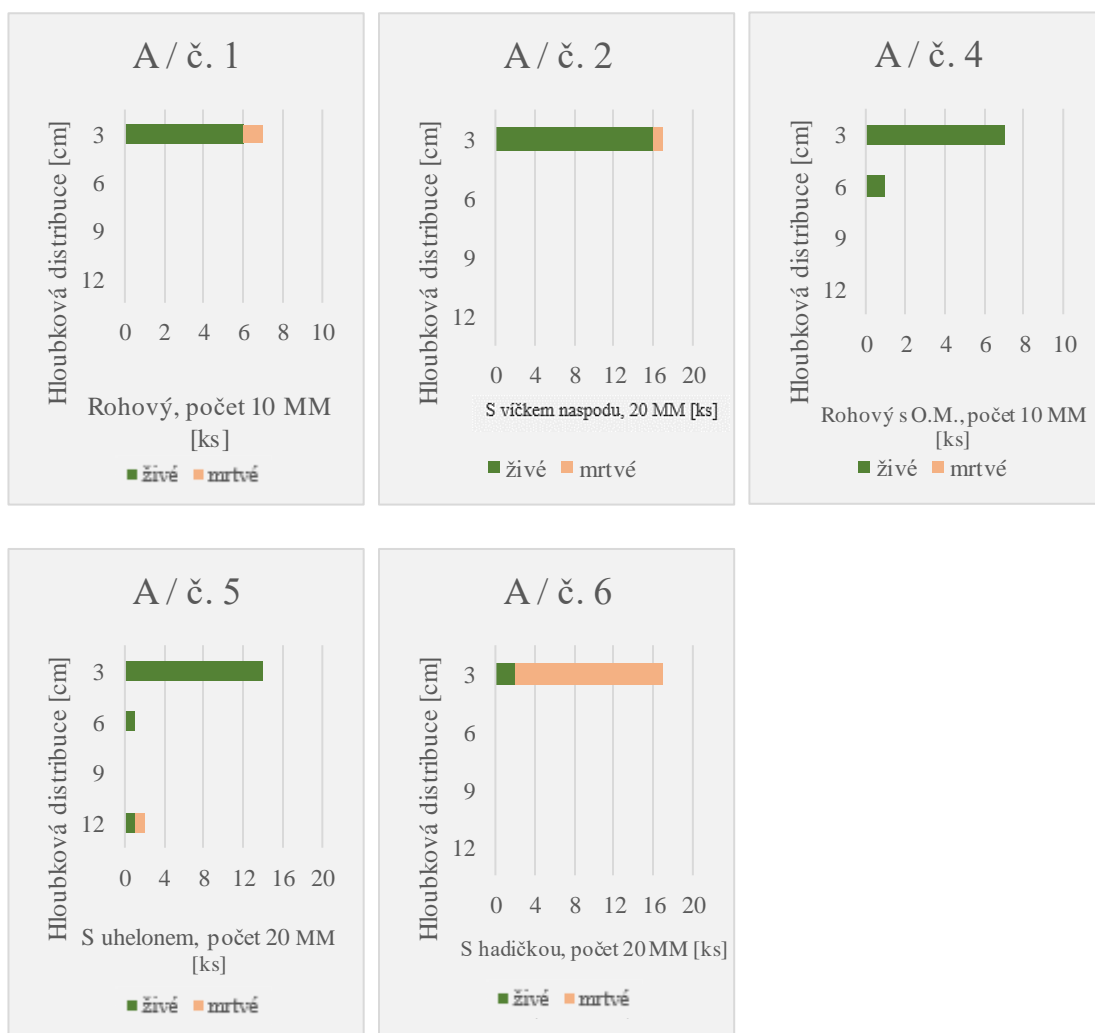 A / č. 1
Hloubková distribuce [cm]
3
6
9
12
0 2 4 6 8 10
Rohový, počet 10 MM
[ks]
živé mrtvé
A / č. 2
Hloubková distribuce [cm]
3
6
9
12
0 4 8 12 16 20
S víčkem naspodu, 20 MM [ks]
živé mrtvé
A / č. 4
Hloubková distribuce [cm]
3
6
9
12
0 2 4 6 8 10
Rohový s O.M., počet 10 MM
[ks]
živé mrtvé
A / č. 5
Hloubková distribuce [cm]
3
6
9
12
0 4 8 12 16 20
S uhelonem, počet 20 MM
[ks]
živé mrtvé
A / č. 6
Hloubková distribuce [cm]
3
6
9
12
0 4 8 12 16 20
S hadičkou, počet 20 MM [ks]
živé mrtvé